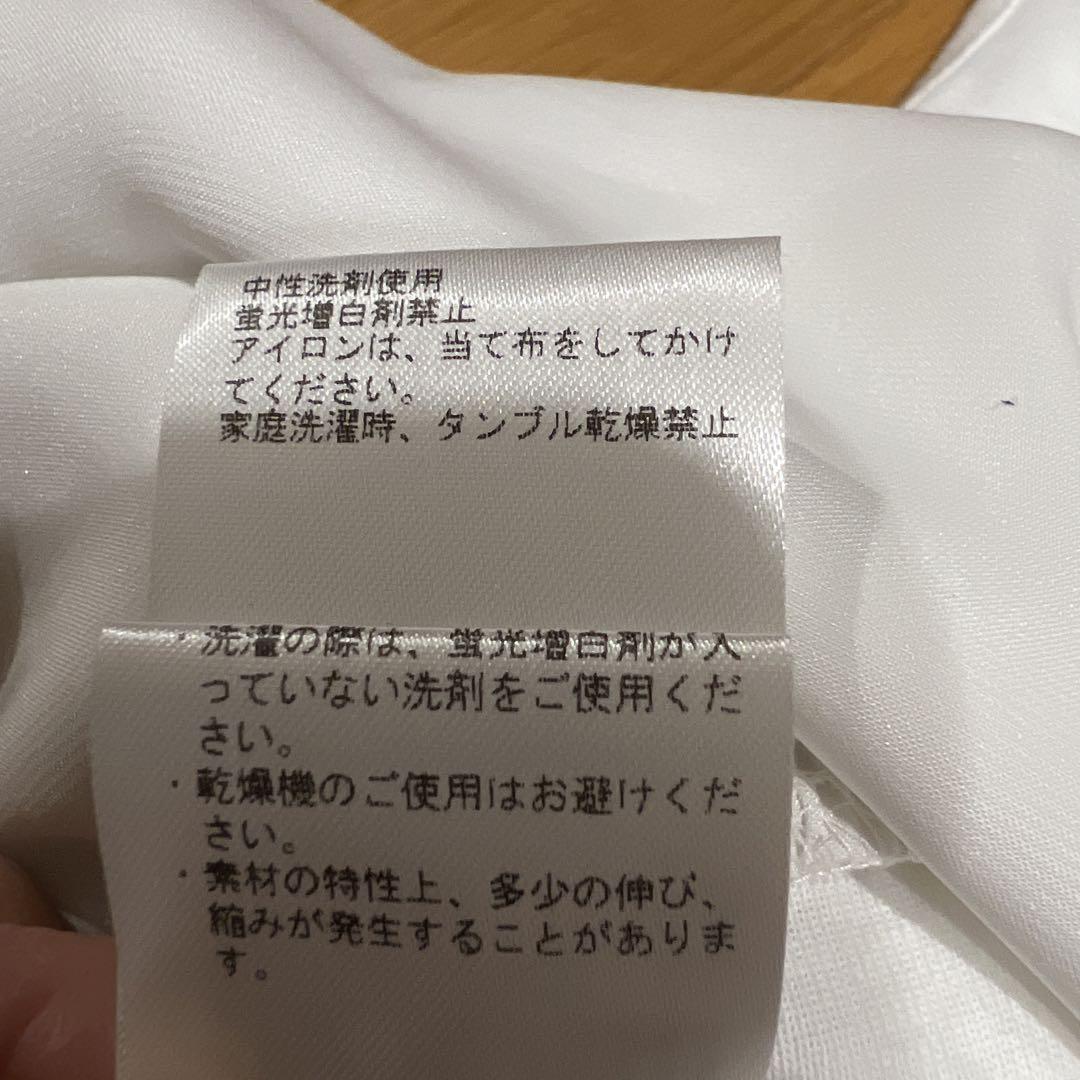 中性洗剤使用
蛍光増白剤禁止
アイロンは、当て布をしてかけ
てください。
家庭洗濯時、タンブル乾燥禁止
・洗濯の際は、蛍光増白剤が入
っていない洗剤をご使用くだ
さい。
・乾燥機のご使用はお避けくだ
さい。
・素材の特性上、多少の伸び、
縮みが発生することがありま
す。